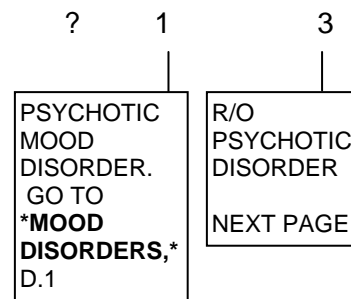 ? 1 3
PSYCHOTIC
MOOD
DISORDER.
GO TO
*MOOD
DISORDERS,*
D.1
R/O
PSYCHOTIC
DISORDER
NEXT PAGE